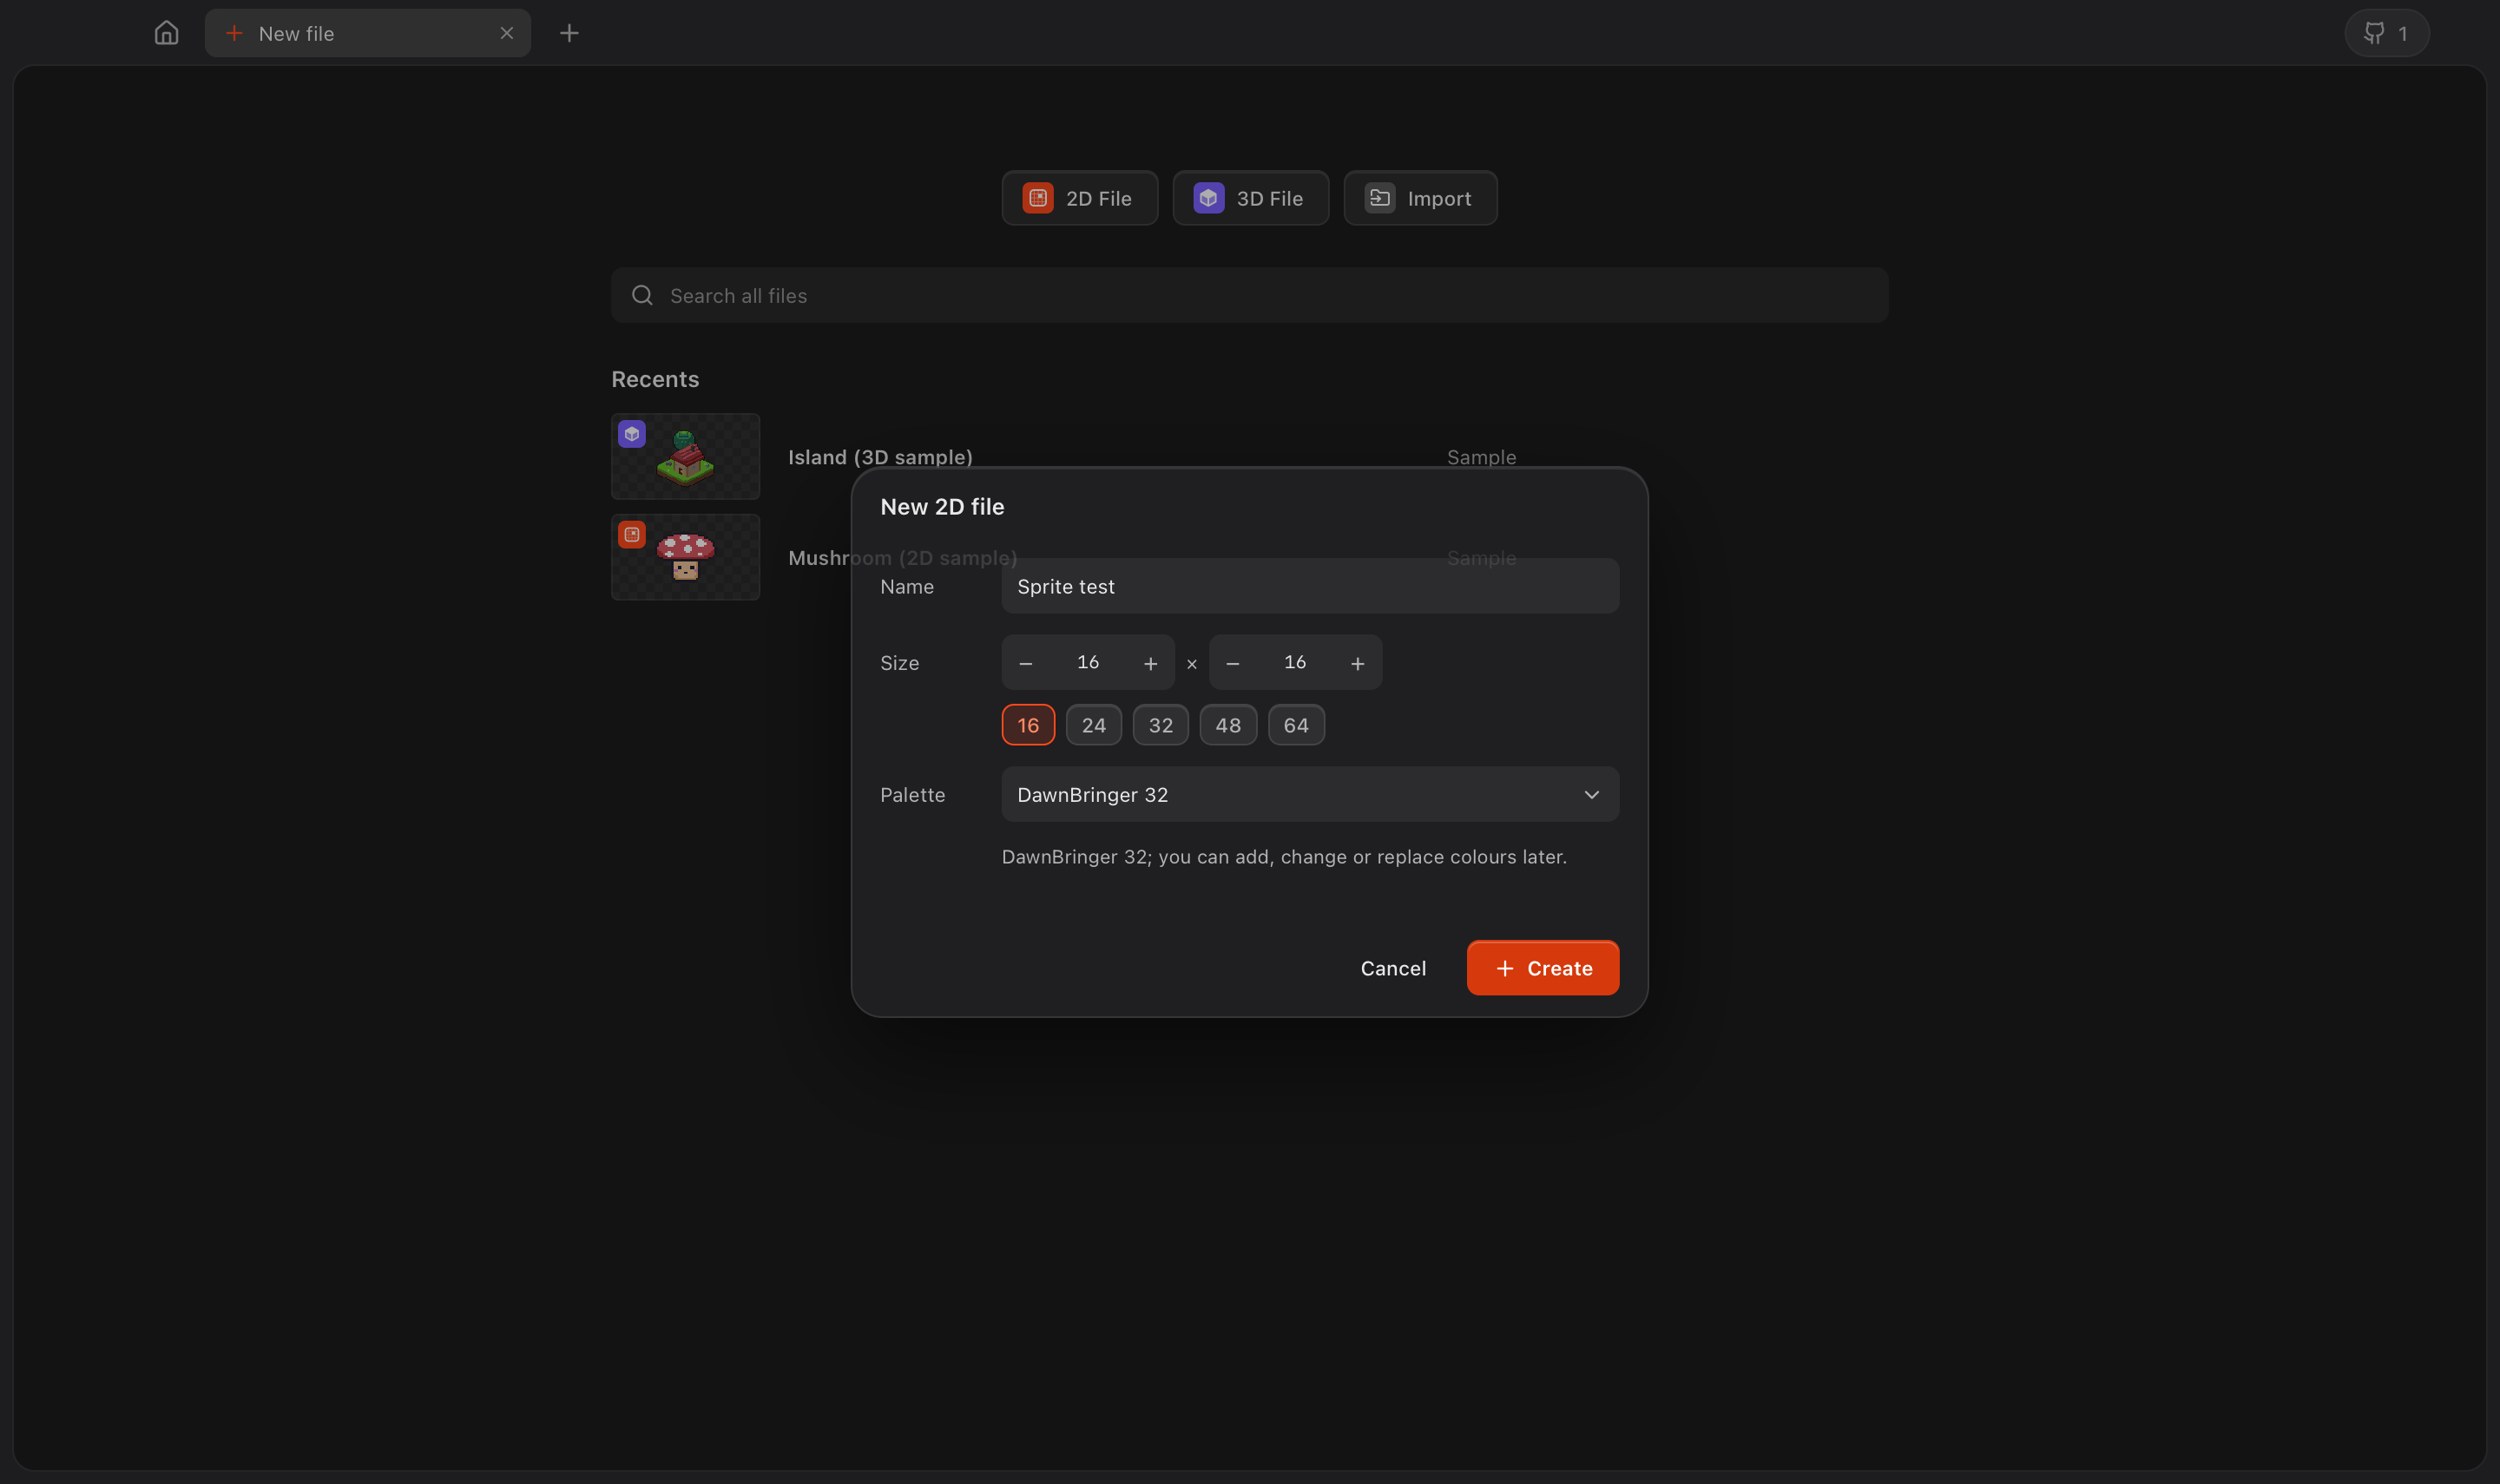 New file
1
2D File
3D File
Import
Search all files
Recents
Island (3D sample)
Sample
New 2D file
Mushroom (2D sample)
Sample
Name
Sprite test
Size
− 16 + × − 16 +
16 24 32 48 64
Palette
DawnBringer 32
DawnBringer 32; you can add, change or replace colours later.
Cancel
+ Create